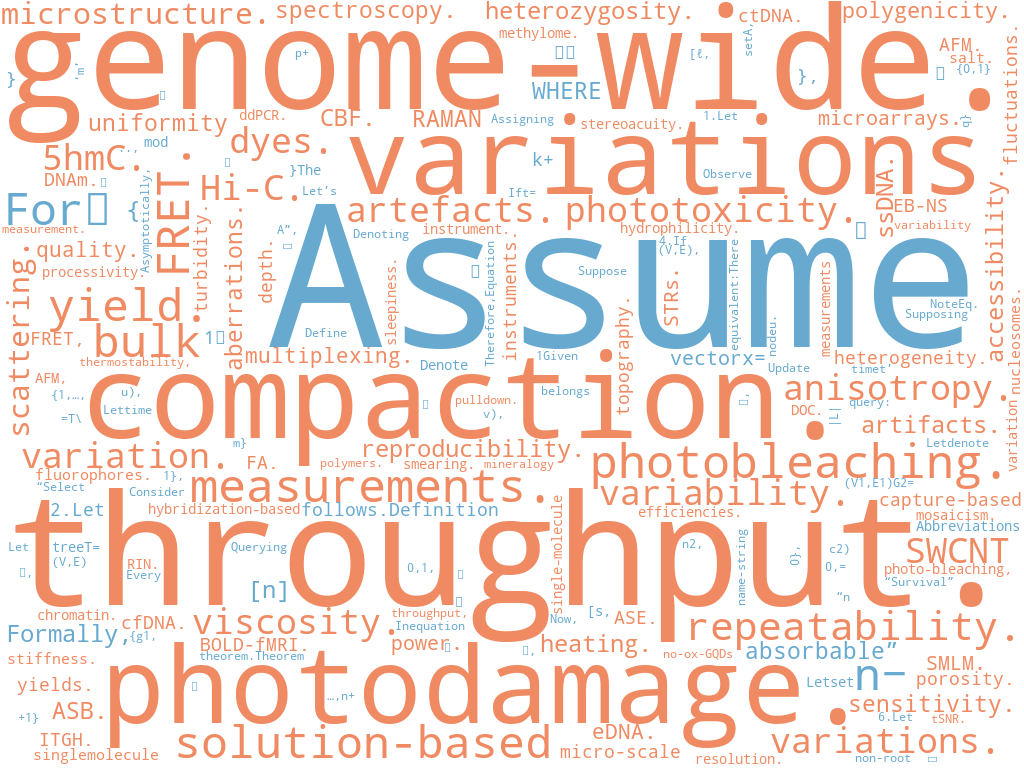 microstructure.
spectroscopy.
heterozygosity.
ctDNA.
polygenicity.
methylome.
setA,
genome-wide.
p+
[ℓ,
AFM.
salt.
{0,1}
}
'm'
},
WHERE
fluctuations.
uniformity
ddPCR.
CBF.
RAMAN
Assigning
stereoacuity.
1.Let
microarrays.
5hmC.
mod
dyes.
variations.
DNAm.
}The
k+
Observe
Hi-C.
Let's
Ift=
For
{
Asymptotically,
FRET.
artefacts.
phototoxicity.
ssDNA.
EB-NS
measurement.
A”,
Denoting
instrument.
hydrophilicity.
variability
quality.
turbidity.
aberrations.
depth.
4.If
(V,E),
processivity.
Suppose
Assume
Therefore,Equation
instruments.
STRs.
equivalent:There
measurements
accessibility.
scattering.
yield.
sleepiness.
NoteEq.
Supposing
Define
nodeu.
FRET,
bulk
thermostability,
multiplexing.
Denote
1Given
topography.
vectorx=
Update
heterogeneity.
timet
nucleosomes.
AFM,
compaction.
anisotropy.
{1,…,
u),
Lettime
=T\
pulldown.
v),
belongs
DOC.
|L|
query:
artifacts.
m}
reproducibility.
Letdenote
variation
variation.
FA.
polymers.
smearing.
mineralogy
photobleaching.
fluorophores.
1},
“Select
Consider
measurements.
variability.
(V1,E1)G2=
capture-based
2.Let
hybridization-based
follows.Definition
efficiencies.
mosaicism,
Abbreviations
throughput.
Let
treeT=
(V,E)
Querying
single-molecule
n2,
name-string
0},
c2)
0,=
SWCNT
RIN.
Every
0,1,
photo-bleaching,
“Survival”
[n]
“n
chromatin.
cfDNA.
viscosity.
throughput,
Inequation
Now,
[s,
ASE.
repeatability.
Formally,
{g1,
BOLD-fMRI.
theorem.Theorem
power.
heating.
no-ox-GQDs
absorbable”
stiffness.
SMLM.
porosity.
yields.
photodamage.
…,n+
Letset
n−
sensitivity.
+1}
ASB.
6.Let
tSNR.
ITGH.
singlemolecule
solution-based
eDNA.
micro-scale
resolution.
variations.
non-root